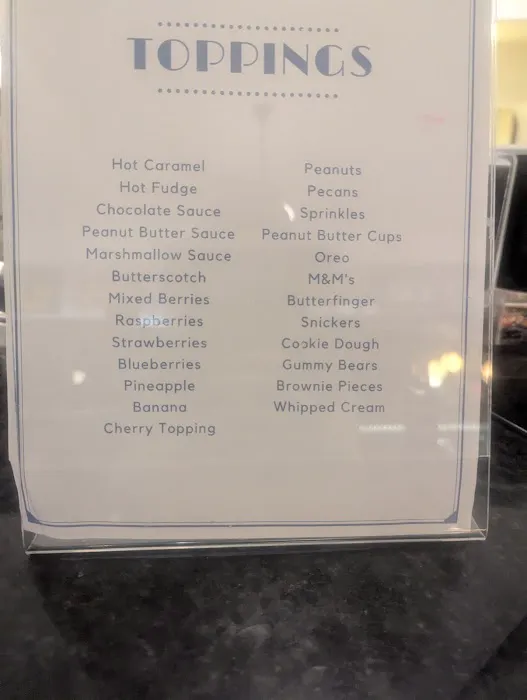 TOPPINGS
Hot Caramel
Hot Fudge
Chocolate Sauce
Peanut Butter Sauce
Marshmallow Sauce
Butterscotch
Mixed Berries
Raspberries
Strawberries
Blueberries
Pineapple
Banana
Cherry Topping
Peanuts
Pecans
Sprinkles
Peanut Butter Cups
Oreo
M&M's
Butterfinger
Snickers
Cookie Dough
Gummy Bears
Brownie Pieces
Whipped Cream